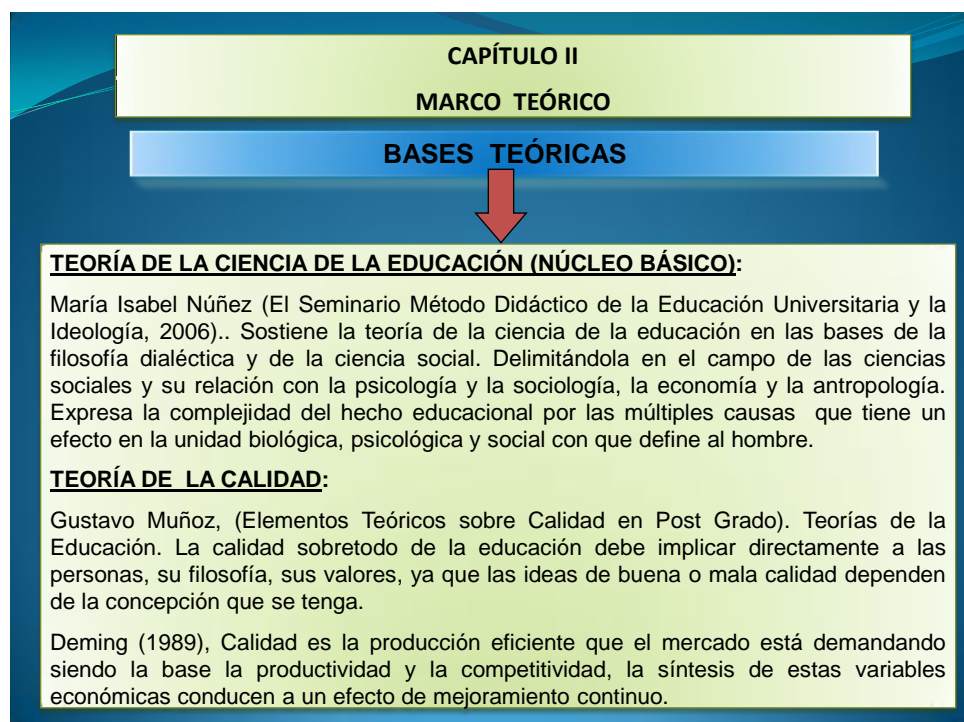 CAPÍTULO II
MARCO TEÓRICO
BASES TEÓRICAS
TEORÍA DE LA CIENCIA DE LA EDUCACIÓN (NÚCLEO BÁSICO):
María Isabel Núñez (El Seminario Método Didáctico de la Educación Universitaria y la
Ideología, 2006).. Sostiene la teoría de la ciencia de la educación en las bases de la
filosofía dialéctica y de la ciencia social. Delimitándola en el campo de las ciencias
sociales y su relación con la psicología y la sociología, la economía y la antropología.
Expresa la complejidad del hecho educacional por las múltiples causas que tiene un
efecto en la unidad biológica, psicológica y social con que define al hombre.
TEORÍA DE LA CALIDAD:
Gustavo Muñoz, (Elementos Teóricos sobre Calidad en Post Grado). Teorías de la
Educación. La calidad sobretodo de la educación debe implicar directamente a las
personas, su filosofía, sus valores, ya que las ideas de buena o mala calidad dependen
de la concepción que se tenga.
Deming (1989), Calidad es la producción eficiente que el mercado está demandando
siendo la base la productividad y la competitividad, la síntesis de estas variables
económicas conducen a un efecto de mejoramiento continuo.